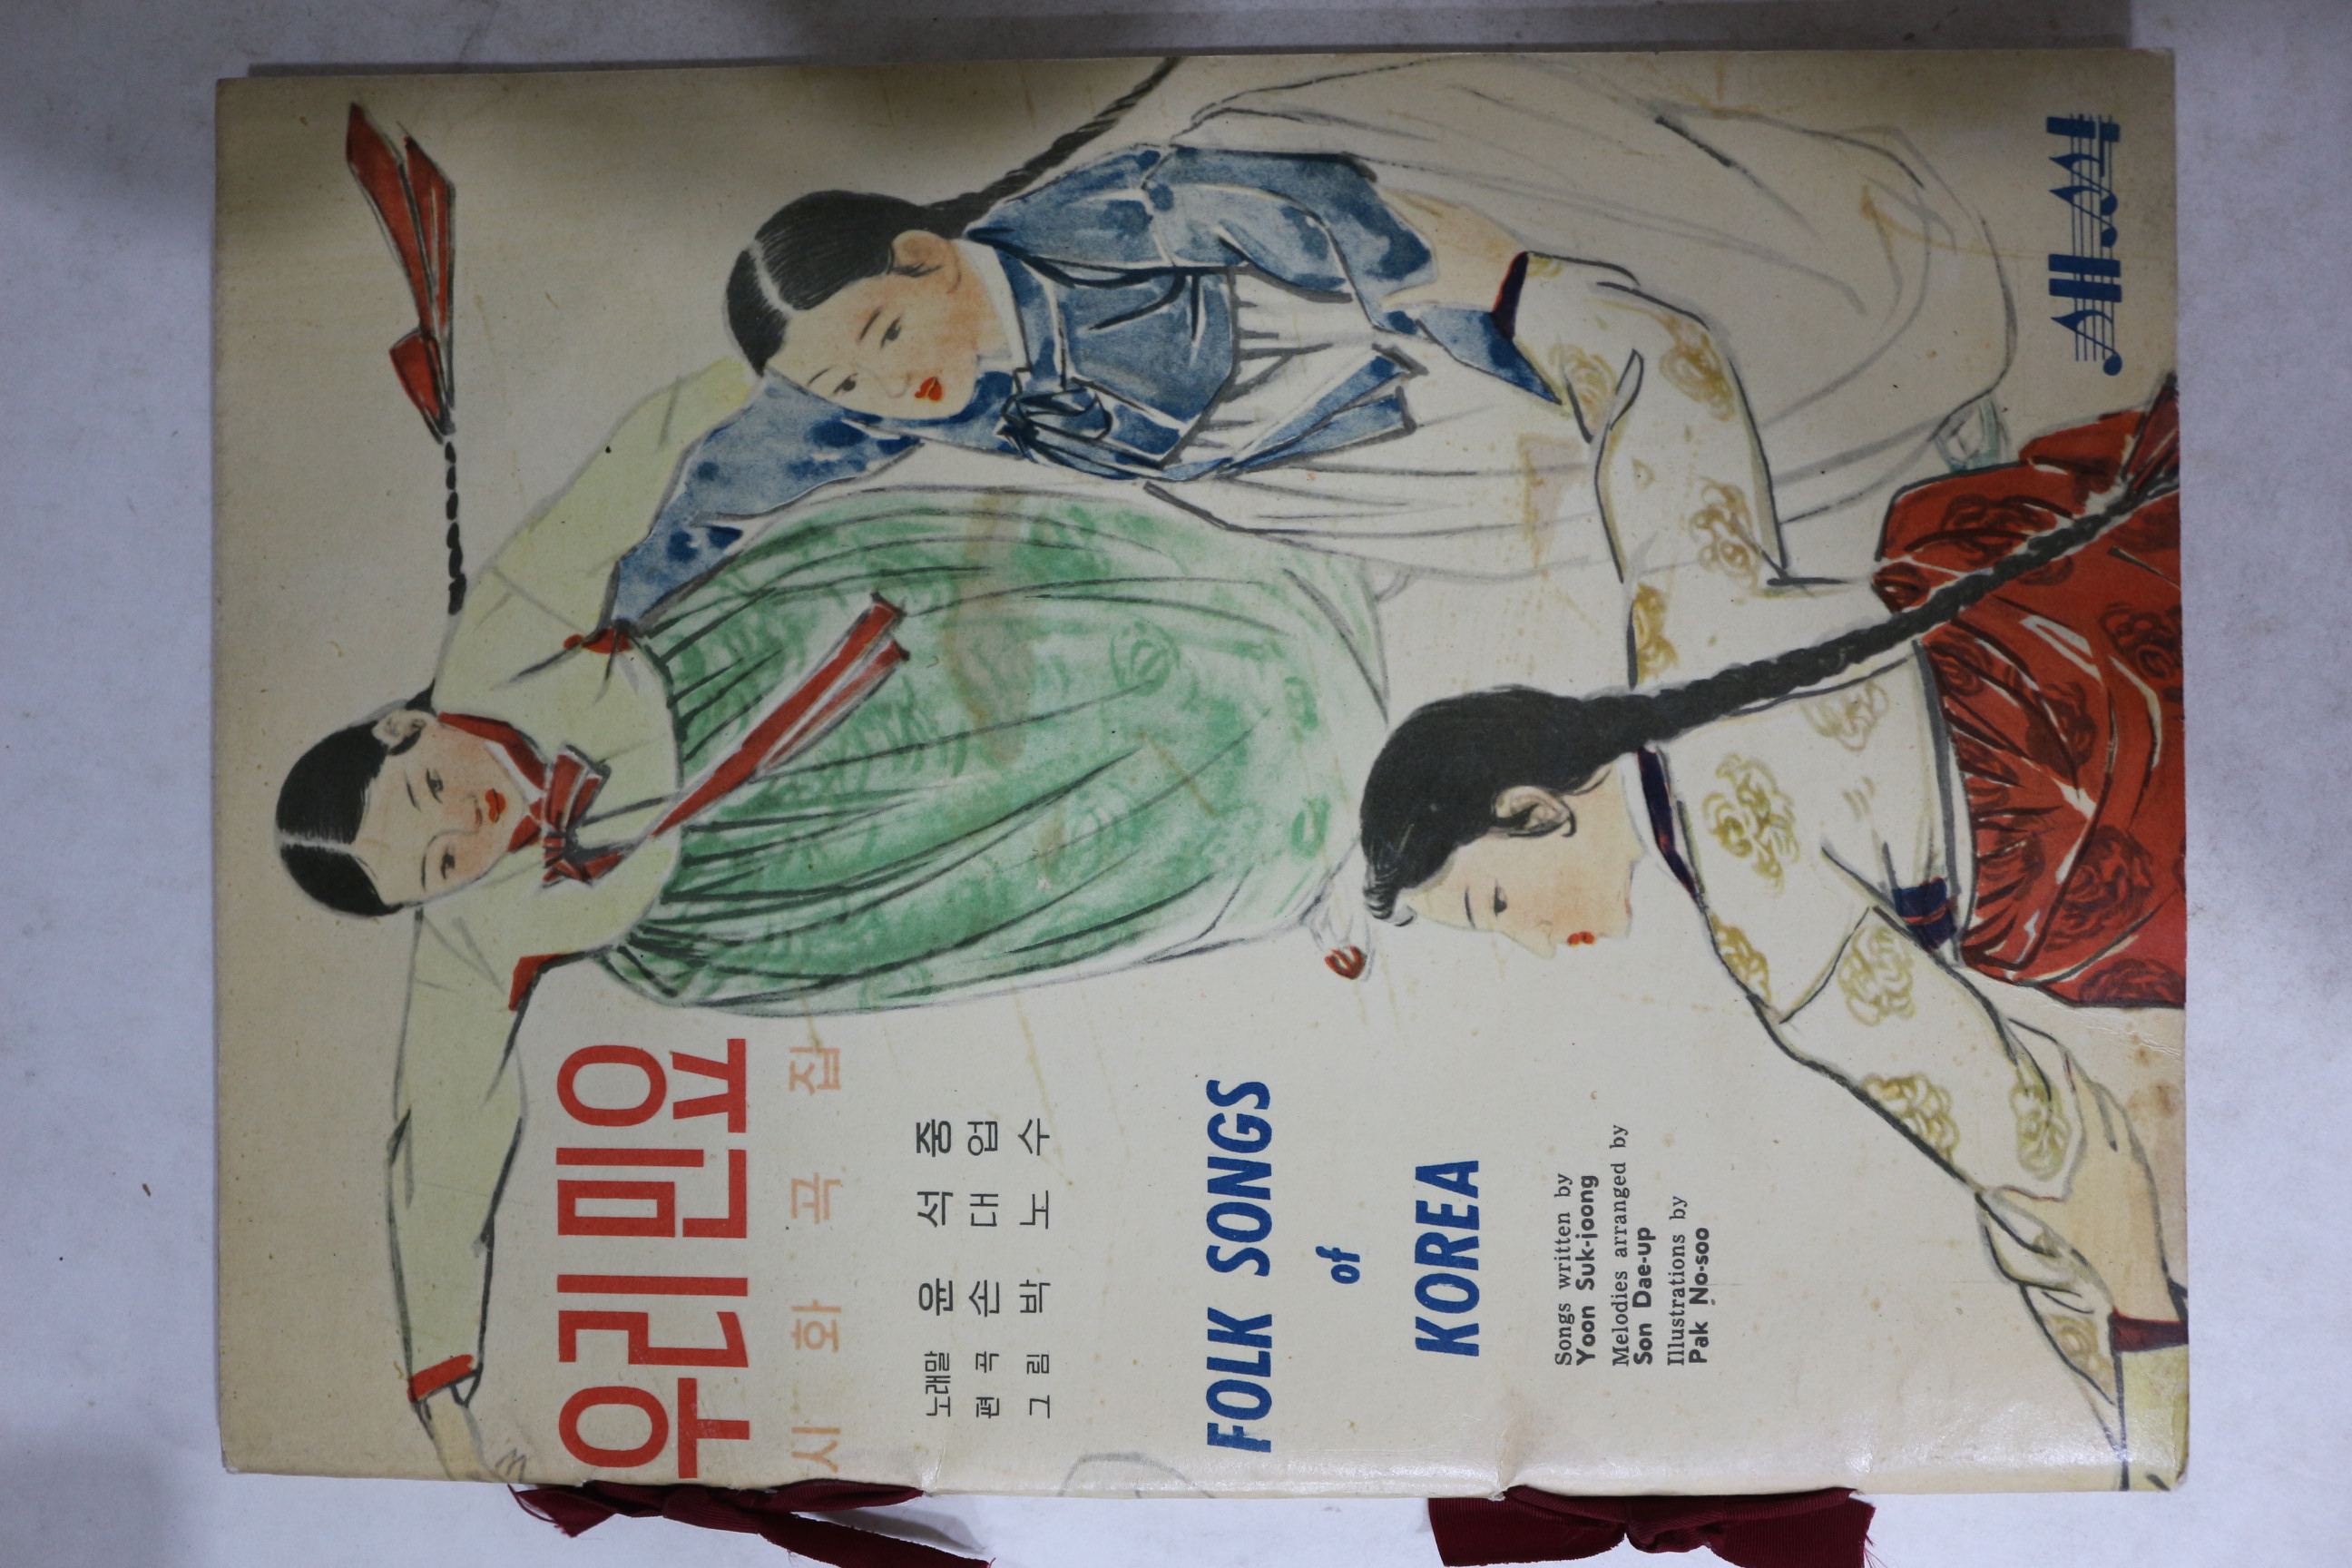 우리민요
시 화 곡 집
노래말 윤 석 중
편 곡 손 대 업
그 림 박 노 수
FOLK SONGS
of
KOREA
Songs written by
Yoon Suk-joong
Melodies arranged by
Son Dae-up
Illustrations by
Pak No-soo
새싹